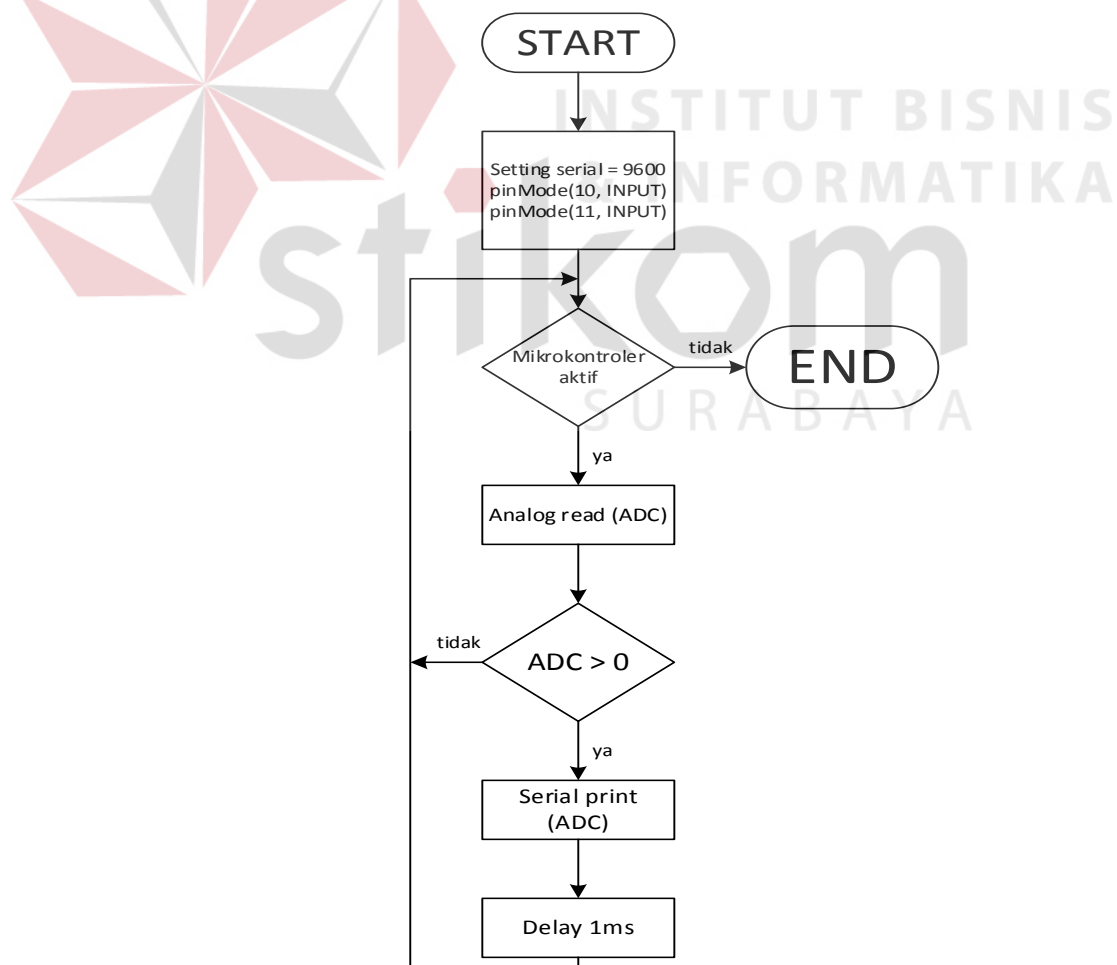 START
INSTITUT BISNIS
& INFORMATIKA
stikom
SURABAYA
Setting serial = 9600
pinMode(10, INPUT)
pinMode(11, INPUT)
Mikrokontroler
aktif
tidak
END
ya
Analog read (ADC)
tidak
ADC > 0
ya
Serial print
(ADC)
Delay 1ms